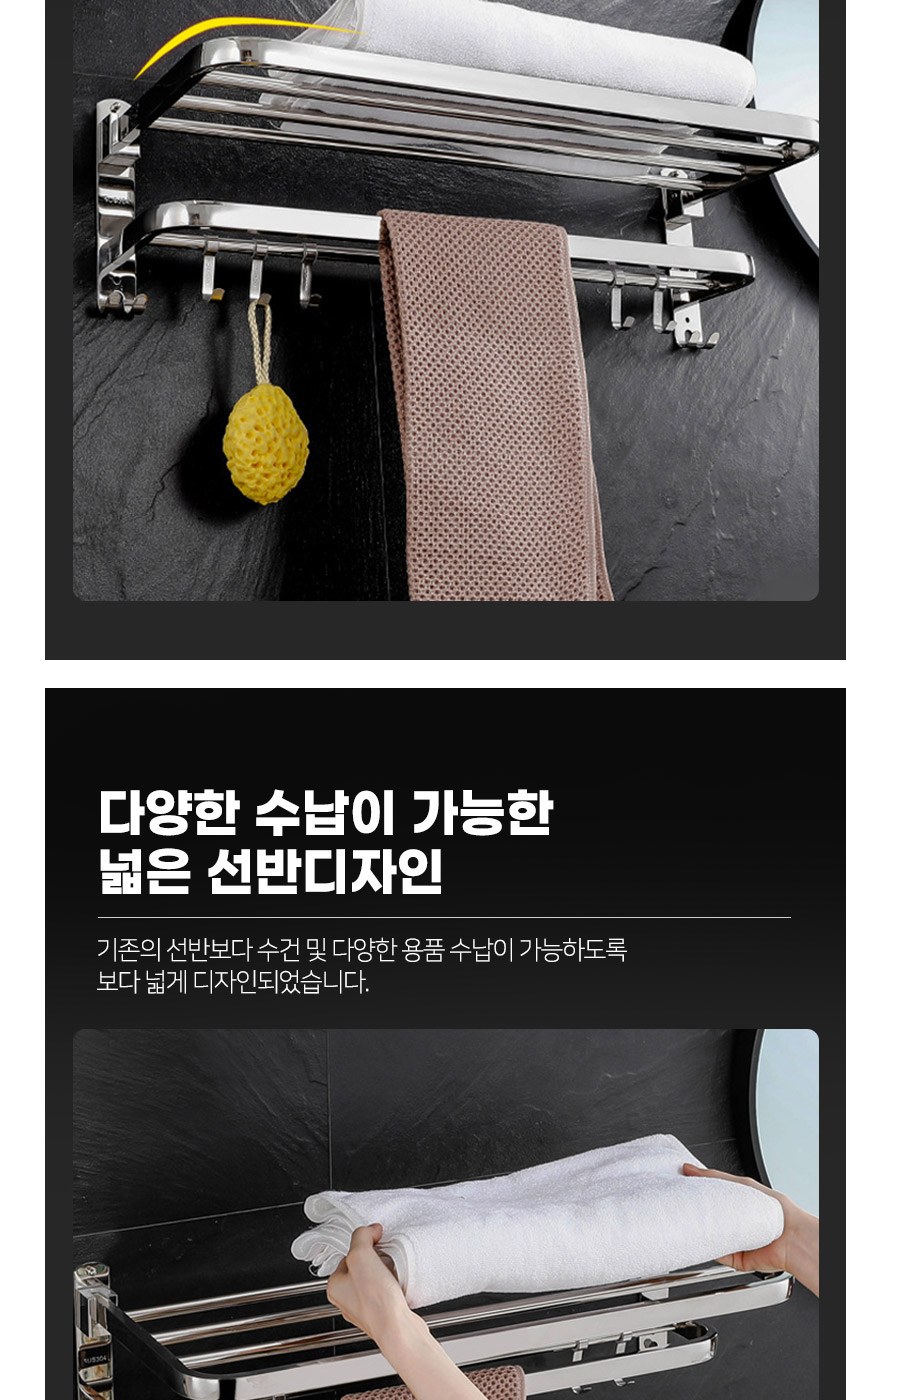 다양한 수납이 가능한
넓은 선반디자인
기존의 선반보다 수건 및 다양한 용품 수납이 가능하도록
보다 넓게 디자인되었습니다.